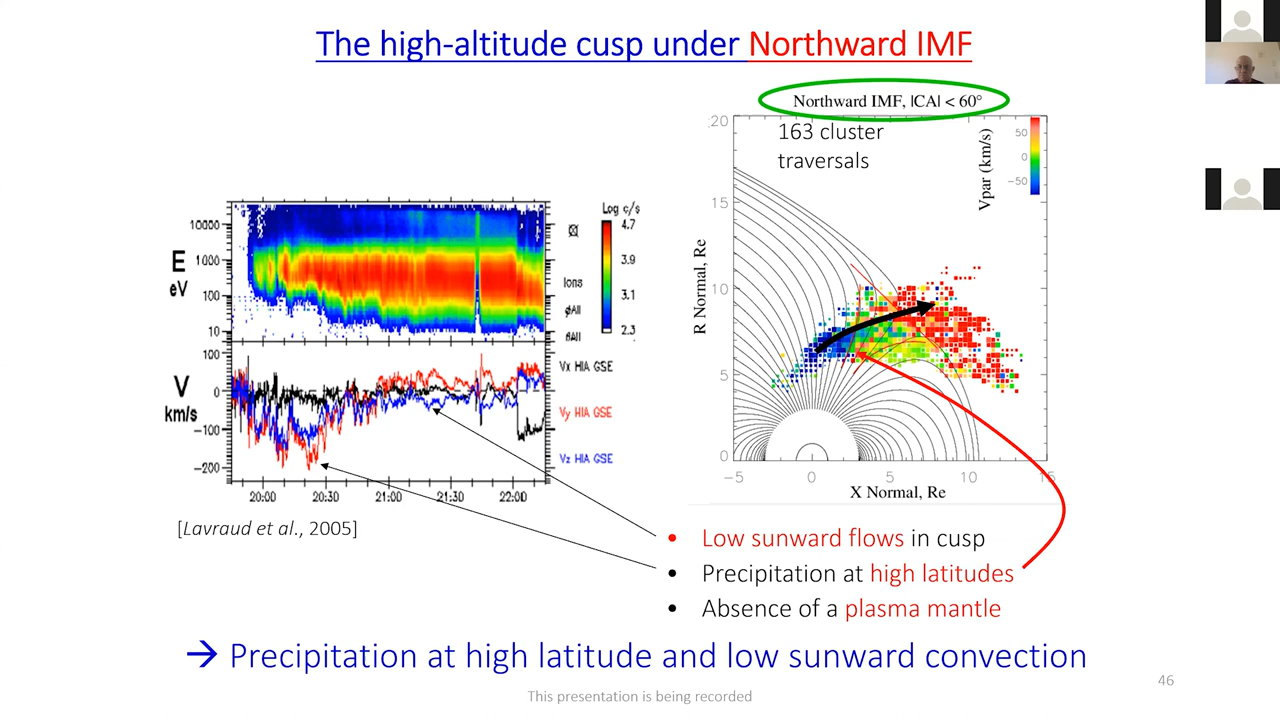 The high-altitude cusp under Northward IMF
Northward IMF, |CA| < 60°
163 cluster
traversals
20
15
10
5
0
R Normal, Re
−5
0
5
10
15
X Normal, Re
Vpar (km/s)
50
0
−50
Log c/s
4.7
3.9
3.1
2.3
Ions
E
eV
10000
1000
100
10
V
km/s
100
0
−100
−200
Vx HIA GSE
Vy HIA GSE
Vz HIA GSE
20:00
20:30
21:00
21:30
22:00
[Lavraud et al., 2005]
• Low sunward flows in cusp
• Precipitation at high latitudes
• Absence of a plasma mantle
→ Precipitation at high latitude and low sunward convection
46
This presentation is being recorded